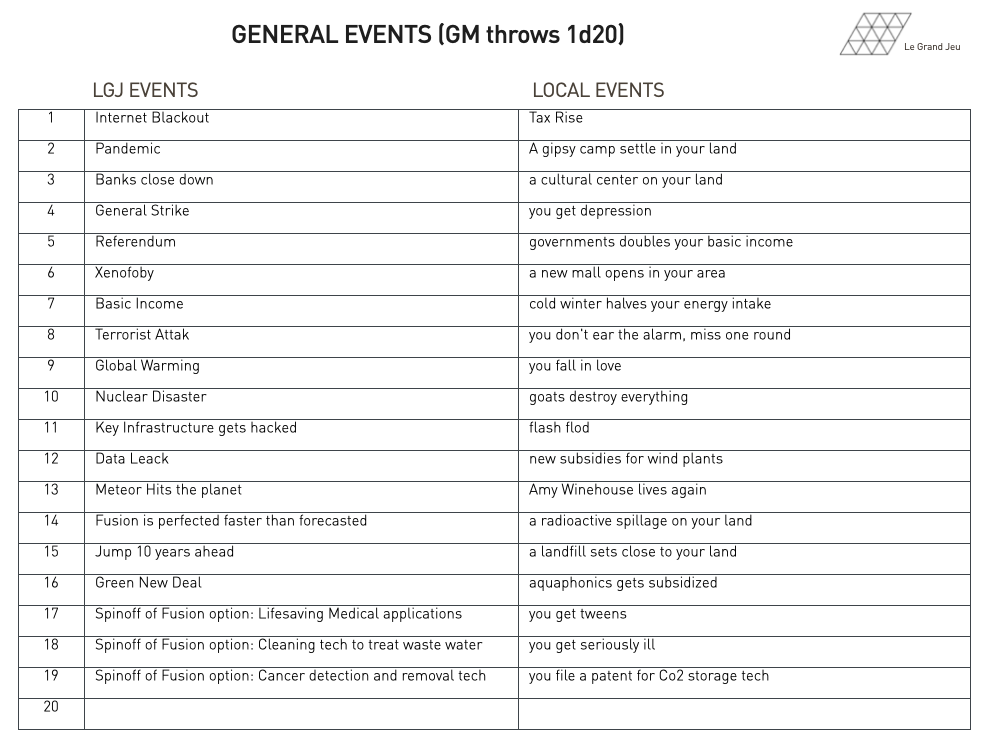 GENERAL EVENTS (GM throws 1d20)
Le Grand Jeu
LGJ EVENTS LOCAL EVENTS
1 Internet Blackout Tax Rise
2 Pandemic A gipsy camp settle in your land
3 Banks close down a cultural center on your land
4 General Strike you get depression
5 Referendum governments doubles your basic income
6 Xenofoby a new mall opens in your area
7 Basic Income cold winter halves your energy intake
8 Terrorist Attak you don't ear the alarm, miss one round
9 Global Warming you fall in love
10 Nuclear Disaster goats destroy everything
11 Key Infrastructure gets hacked flash flod
12 Data Leack new subsidies for wind plants
13 Meteor Hits the planet Amy Winehouse lives again
14 Fusion is perfected faster than forecasted a radioactive spillage on your land
15 Jump 10 years ahead a landfill sets close to your land
16 Green New Deal aquaphonics gets subsidized
17 Spinoff of Fusion option: Lifesaving Medical applications you get tweens
18 Spinoff of Fusion option: Cleaning tech to treat waste water you get seriously ill
19 Spinoff of Fusion option: Cancer detection and removal tech you file a patent for Co2 storage tech
20